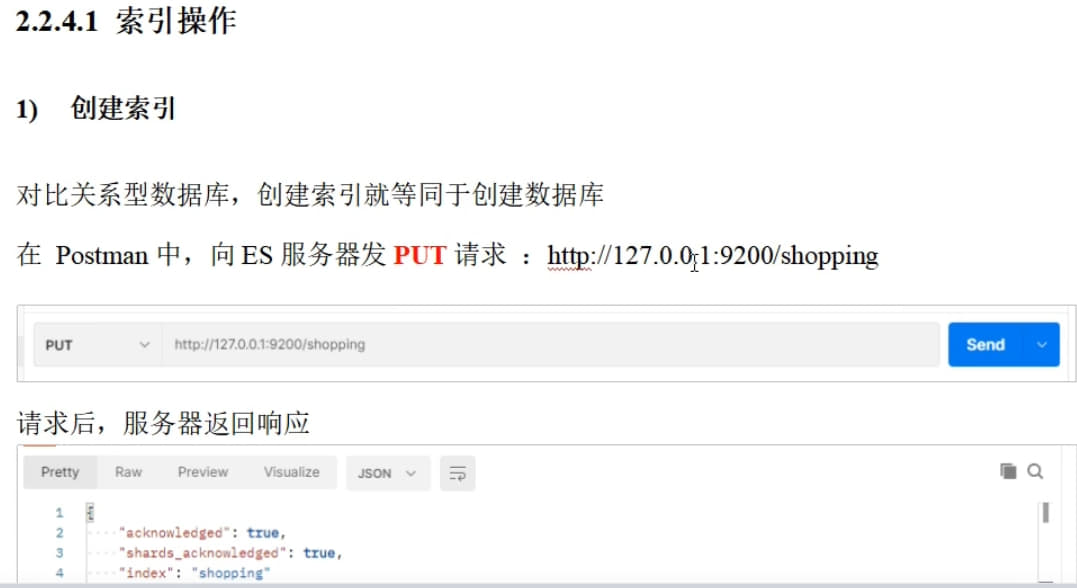 2.2.4.1 索引操作
1) 创建索引
对比关系型数据库，创建索引就等同于创建数据库
在 Postman 中，向 ES 服务器发 PUT 请求 ：http://127.0.0.1:9200/shopping
PUT http://127.0.0.1:9200/shopping Send
请求后，服务器返回响应
Pretty Raw Preview Visualize JSON
1 {
2 "acknowledged": true,
3 "shards_acknowledged": true,
4 "index": "shopping"